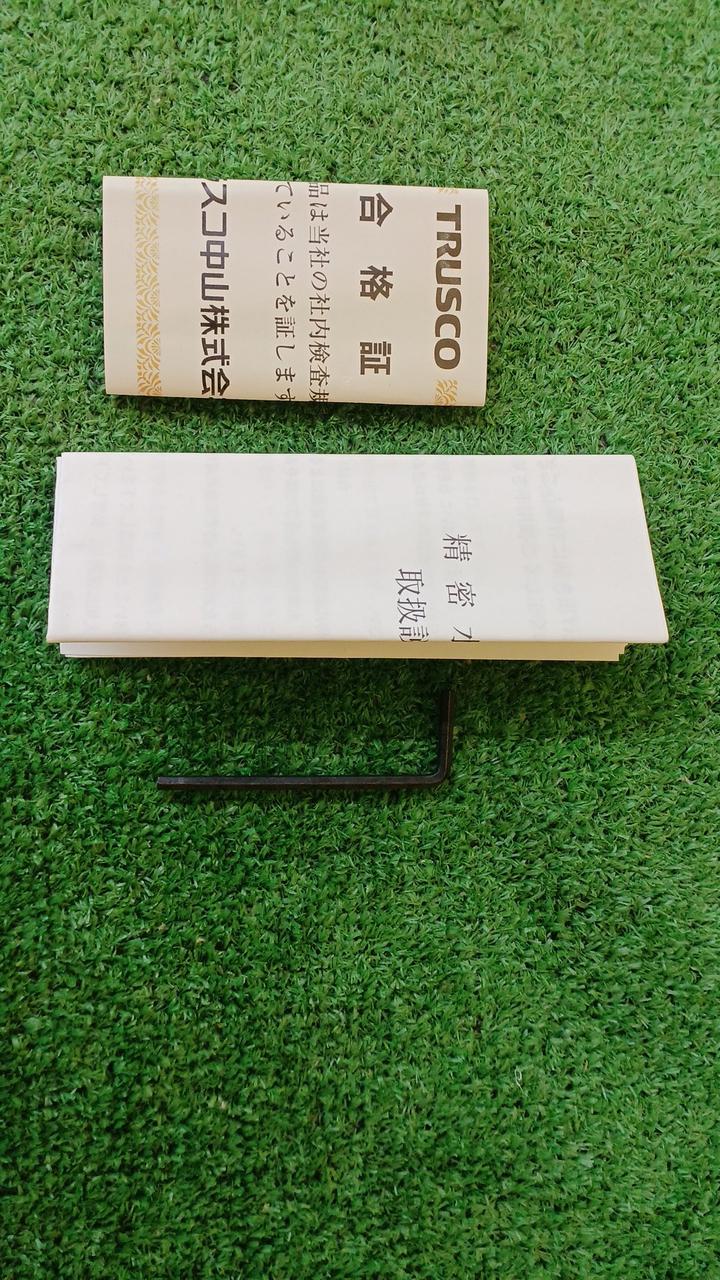 TRUSCO
合格証
品は当社の社内検査規
ていることを証します
スコ中山株式会
精密
取扱説